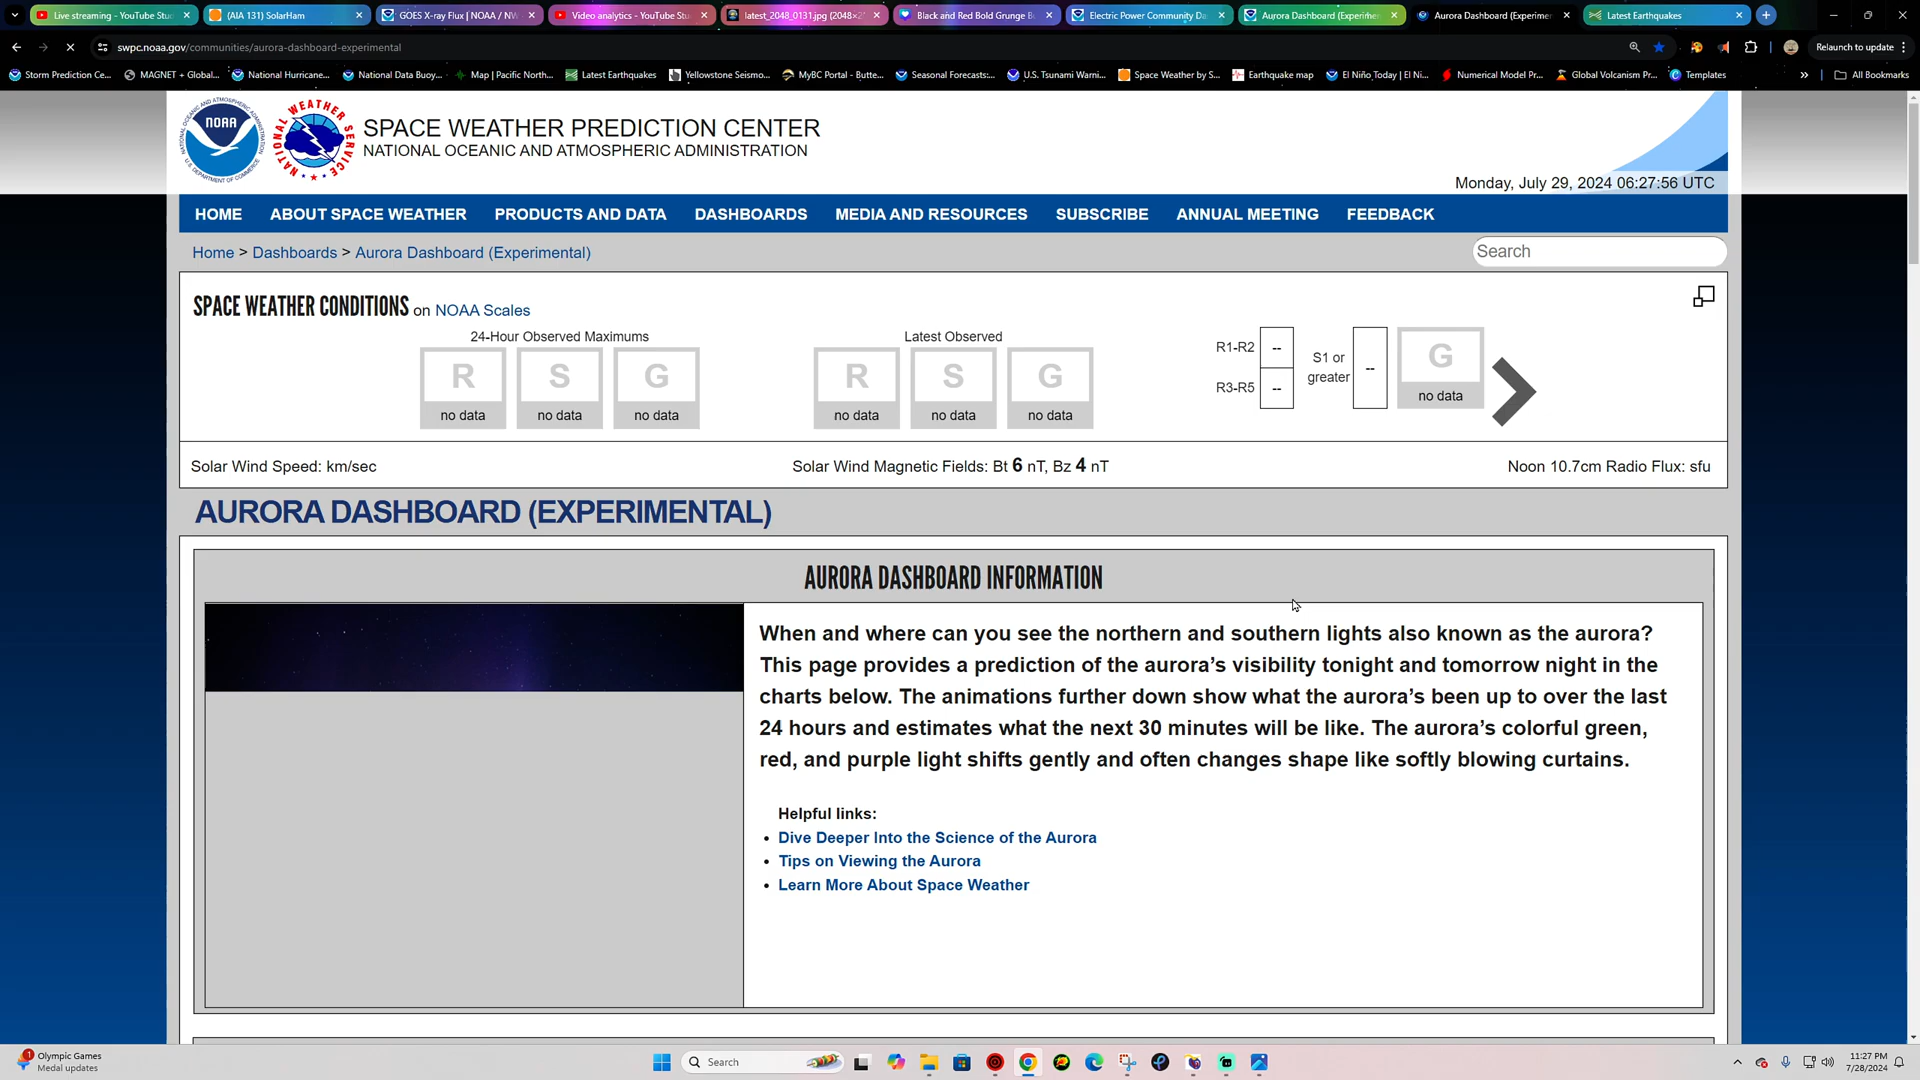 Live streaming - YouTube Stu
(AIA 131) SolarHam
GOES X-ray Flux | NOAA / NW
Video analytics - YouTube Stu
latest_2048_0131.jpg (2048×2
Black and Red Bold Grunge B
Electric Power Community Da
Aurora Dashboard (Experimen
Aurora Dashboard (Experimen
Latest Earthquakes
swpc.noaa.gov/communities/aurora-dashboard-experimental
Relaunch to update
Storm Prediction Ce...
MAGNET + Global...
National Hurricane...
National Data Buoy...
Map | Pacific North...
Latest Earthquakes
Yellowstone Seismo...
MyBC Portal - Butte...
Seasonal Forecasts:...
U.S. Tsunami Warni...
Space Weather by S...
Earthquake map
El Niño Today | El Ni...
Numerical Model Pr...
Global Volcanism Pr...
Templates
All Bookmarks
NOAA
NATIONAL WEATHER SERVICE
SPACE WEATHER PREDICTION CENTER
NATIONAL OCEANIC AND ATMOSPHERIC ADMINISTRATION
Monday, July 29, 2024 06:27:56 UTC
HOME ABOUT SPACE WEATHER PRODUCTS AND DATA DASHBOARDS MEDIA AND RESOURCES SUBSCRIBE ANNUAL MEETING FEEDBACK
Home > Dashboards > Aurora Dashboard (Experimental)
Search
SPACE WEATHER CONDITIONS on NOAA Scales
24-Hour Observed Maximums
R S G
no data no data no data
Latest Observed
R S G
no data no data no data
R1-R2 --
R3-R5 --
S1 or greater --
G
no data
Solar Wind Speed: km/sec
Solar Wind Magnetic Fields: Bt 6 nT, Bz 4 nT
Noon 10.7cm Radio Flux: sfu
AURORA DASHBOARD (EXPERIMENTAL)
AURORA DASHBOARD INFORMATION
When and where can you see the northern and southern lights also known as the aurora?
This page provides a prediction of the aurora's visibility tonight and tomorrow night in the
charts below. The animations further down show what the aurora's been up to over the last
24 hours and estimates what the next 30 minutes will be like. The aurora's colorful green,
red, and purple light shifts gently and often changes shape like softly blowing curtains.
Helpful links:
• Dive Deeper Into the Science of the Aurora
• Tips on Viewing the Aurora
• Learn More About Space Weather
1
Olympic Games
Medal updates
Search
11:27 PM
7/28/2024